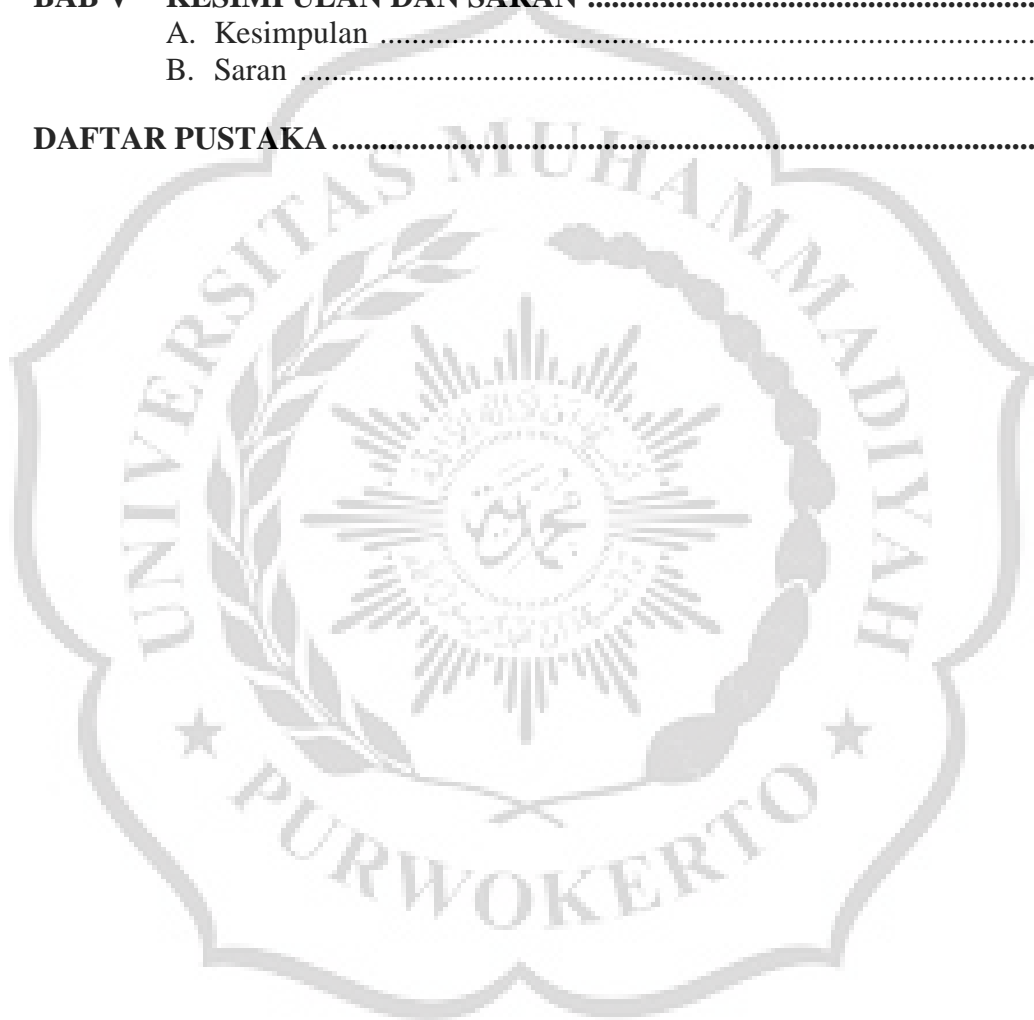 BAB V KESIMPULAN DAN SARAN ..........................................................
A. Kesimpulan ...................................................................................
B. Saran .............................................................................................
DAFTAR PUSTAKA .........................................................................................
UNIVERSITAS MUHAMMADIYAH
★ PURWOKERTO ★